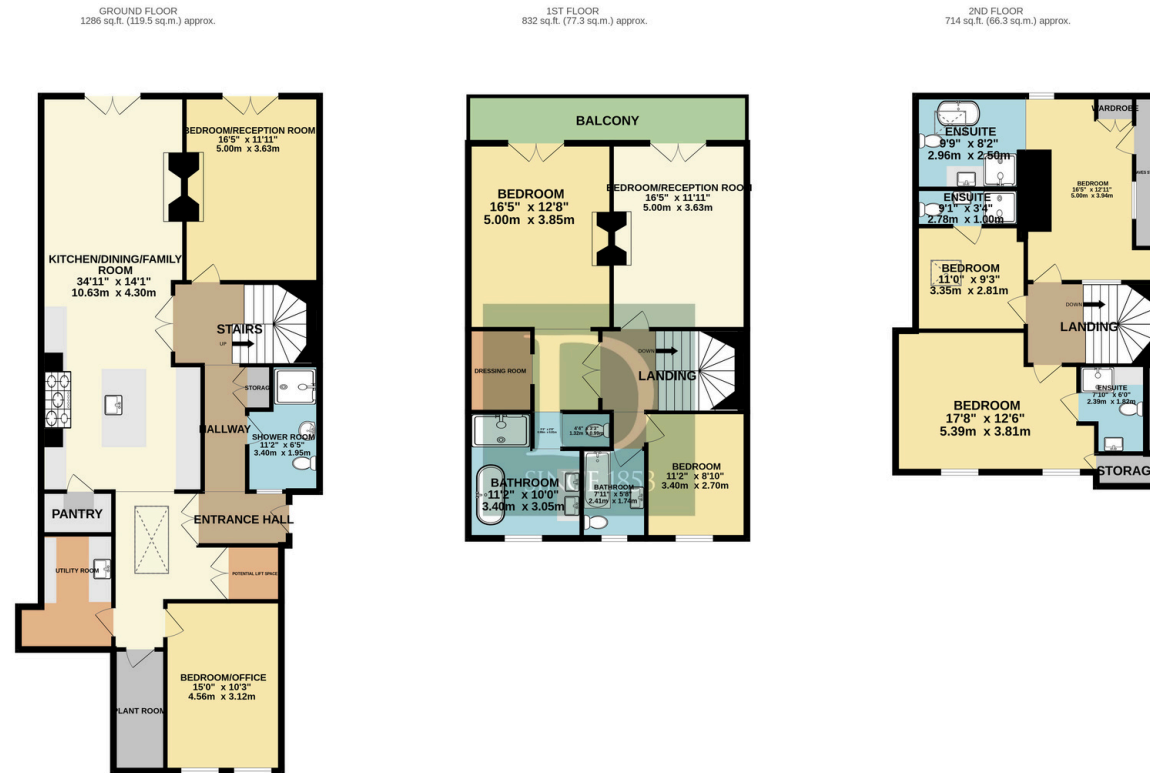 GROUND FLOOR
1286 sq.ft. (119.5 sq.m.) approx.
BEDROOM/RECEPTION ROOM
16'5" x 11'11"
5.00m x 3.63m
KITCHEN/DINING/FAMILY
ROOM
34'11" x 14'1"
10.63m x 4.30m
STAIRS
UP
STORAG
HALLWAY
SHOWER ROOM
11'2" x 6'5"
3.40m x 1.95m
PANTRY
ENTRANCE HALL
UTILITY ROOM
POTENTIAL LIFT SPACE
BEDROOM/OFFICE
15'0" x 10'3"
4.56m x 3.12m
PLANT ROOM
1ST FLOOR
832 sq.ft. (77.3 sq.m.) approx.
BALCONY
BEDROOM
16'5" x 12'8"
5.00m x 3.85m
BEDROOM/RECEPTION ROOM
16'5" x 11'11"
5.00m x 3.63m
DRESSING ROOM
DOWN
LANDING
D
SINCE 1853
BATHROOM
11'2" x 10'0"
3.40m x 3.05m
BATHROOM
7'11" x 5'8"
2.41m x 1.74m
BEDROOM
11'2" x 8'10"
3.40m x 2.70m
2ND FLOOR
714 sq.ft. (66.3 sq.m.) approx.
WARDROBE
ENSUITE
9'9" x 8'2"
2.96m x 2.50m
BEDROOM
16'5" x 12'11"
5.00m x 3.94m
ENSUITE
9'1" x 3'4"
2.78m x 1.00m
BEDROOM
11'0" x 9'3"
3.35m x 2.81m
DOWN
LANDING
BEDROOM
17'8" x 12'6"
5.39m x 3.81m
ENSUITE
7'10" x 6'0"
2.39m x 1.82m
STORAG